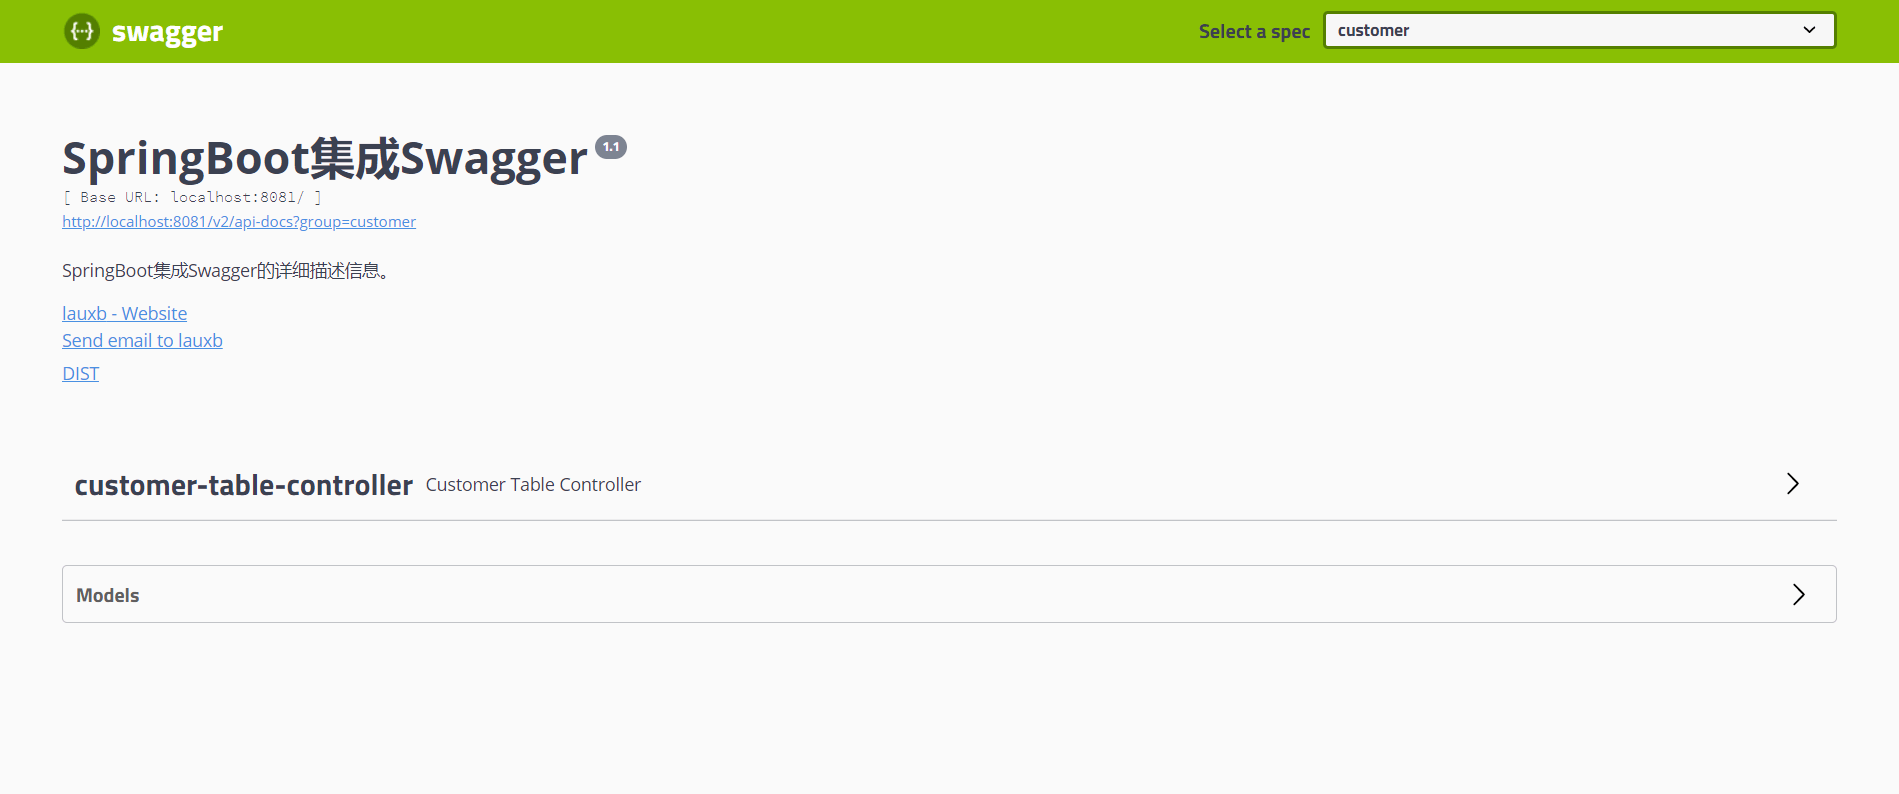 {···} swagger
Select a spec customer
SpringBoot集成Swagger 1.1
[ Base URL: localhost:8081/ ]
http://localhost:8081/v2/api-docs?group=customer
SpringBoot集成Swagger的详细描述信息。
lauxb - Website
Send email to lauxb
DIST
customer-table-controller Customer Table Controller
Models